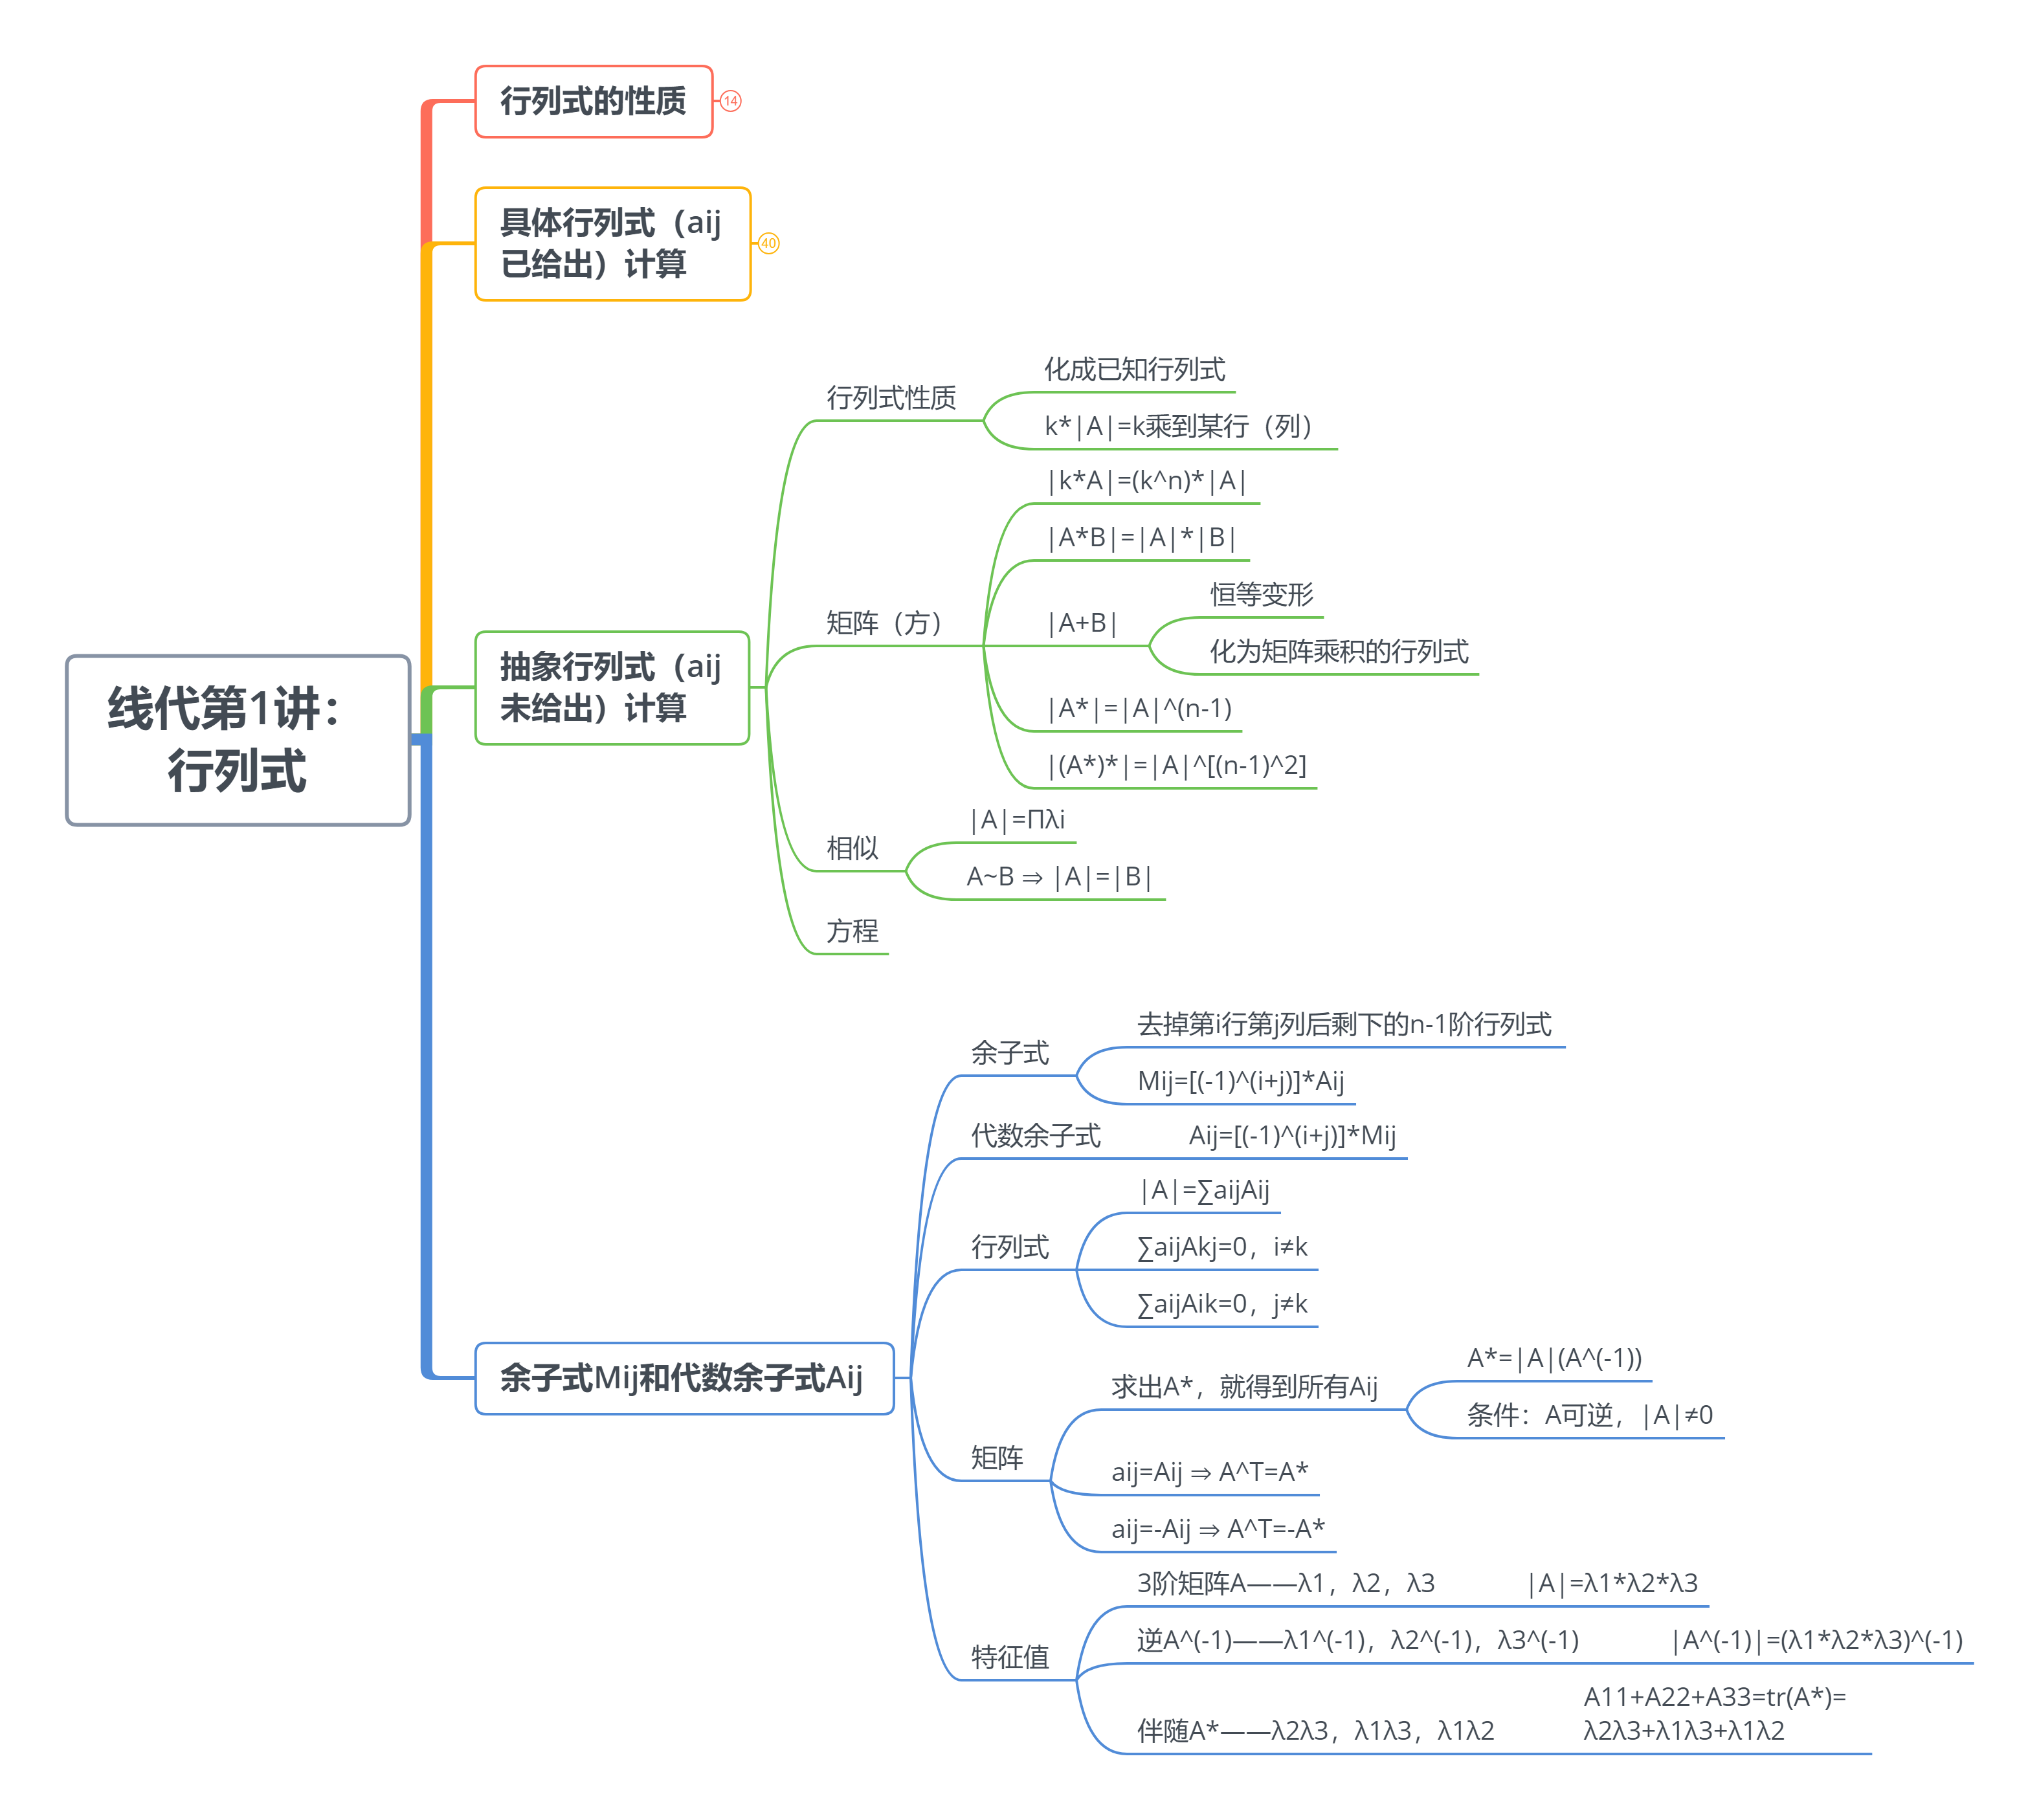 线代第1讲：
行列式
行列式的性质
14
具体行列式（aij
已给出）计算
40
抽象行列式（aij
未给出）计算
行列式性质
化成已知行列式
k*|A|=k乘到某行（列）
矩阵（方）
|k*A|=(k^n)*|A|
|A*B|=|A|*|B|
|A+B|
恒等变形
化为矩阵乘积的行列式
|A*|=|A|^(n-1)
|(A*)*|=|A|^[(n-1)^2]
相似
|A|=Πλi
A~B ⇒ |A|=|B|
方程
余子式Mij和代数余子式Aij
余子式
去掉第i行第j列后剩下的n-1阶行列式
Mij=[(-1)^(i+j)]*Aij
代数余子式
Aij=[(-1)^(i+j)]*Mij
行列式
|A|=∑aijAij
∑aijAkj=0，i≠k
∑aijAik=0，j≠k
矩阵
求出A*，就得到所有Aij
A*=|A|(A^(-1))
条件：A可逆，|A|≠0
aij=Aij ⇒ A^T=A*
aij=-Aij ⇒ A^T=-A*
特征值
3阶矩阵A——λ1，λ2，λ3
|A|=λ1*λ2*λ3
逆A^(-1)——λ1^(-1)，λ2^(-1)，λ3^(-1)
|A^(-1)|=(λ1*λ2*λ3)^(-1)
伴随A*——λ2λ3，λ1λ3，λ1λ2
A11+A22+A33=tr(A*)=
λ2λ3+λ1λ3+λ1λ2